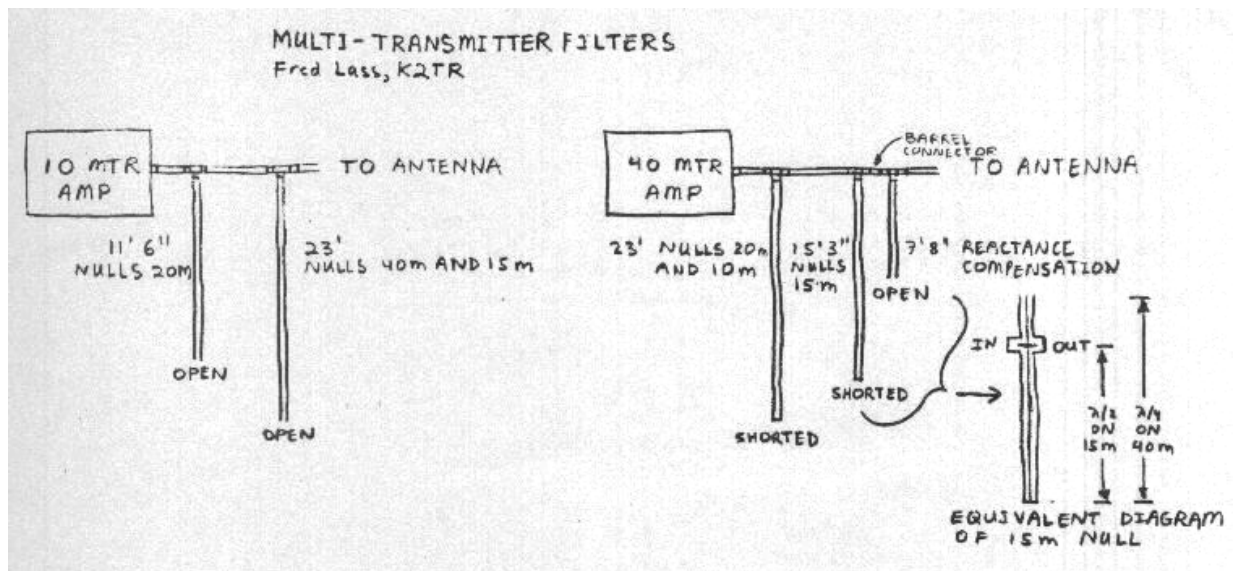 MULTI-TRANSMITTER FILTERS
Fred Lass, K2TR
10 MTR
AMP
TO ANTENNA
11' 6"
NULLS 20M
OPEN
23'
NULLS 40m AND 15m
OPEN
40 MTR
AMP
BARREL
CONNECTOR
TO ANTENNA
23' NULLS 20m
AND 10m
SHORTED
15'3"
NULLS
15m
SHORTED
7'8" REACTANCE
COMPENSATION
OPEN
IN
OUT
λ/2
ON
15m
λ/4
ON
40m
EQUIVALENT DIAGRAM
OF 15m NULL